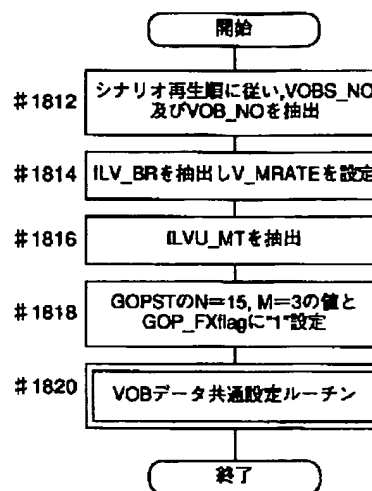 開始
#1812
シナリオ再生順に従い,VOBS_NO
及びVOB_NOを抽出
#1814
ILV_BRを抽出しV_MRATEを設定
#1816
ILVU_MTを抽出
#1818
GOPSTのN=15, M=3の値と
GOP_FXflagに"1"設定
#1820
VOBデータ共通設定ルーチン
終了